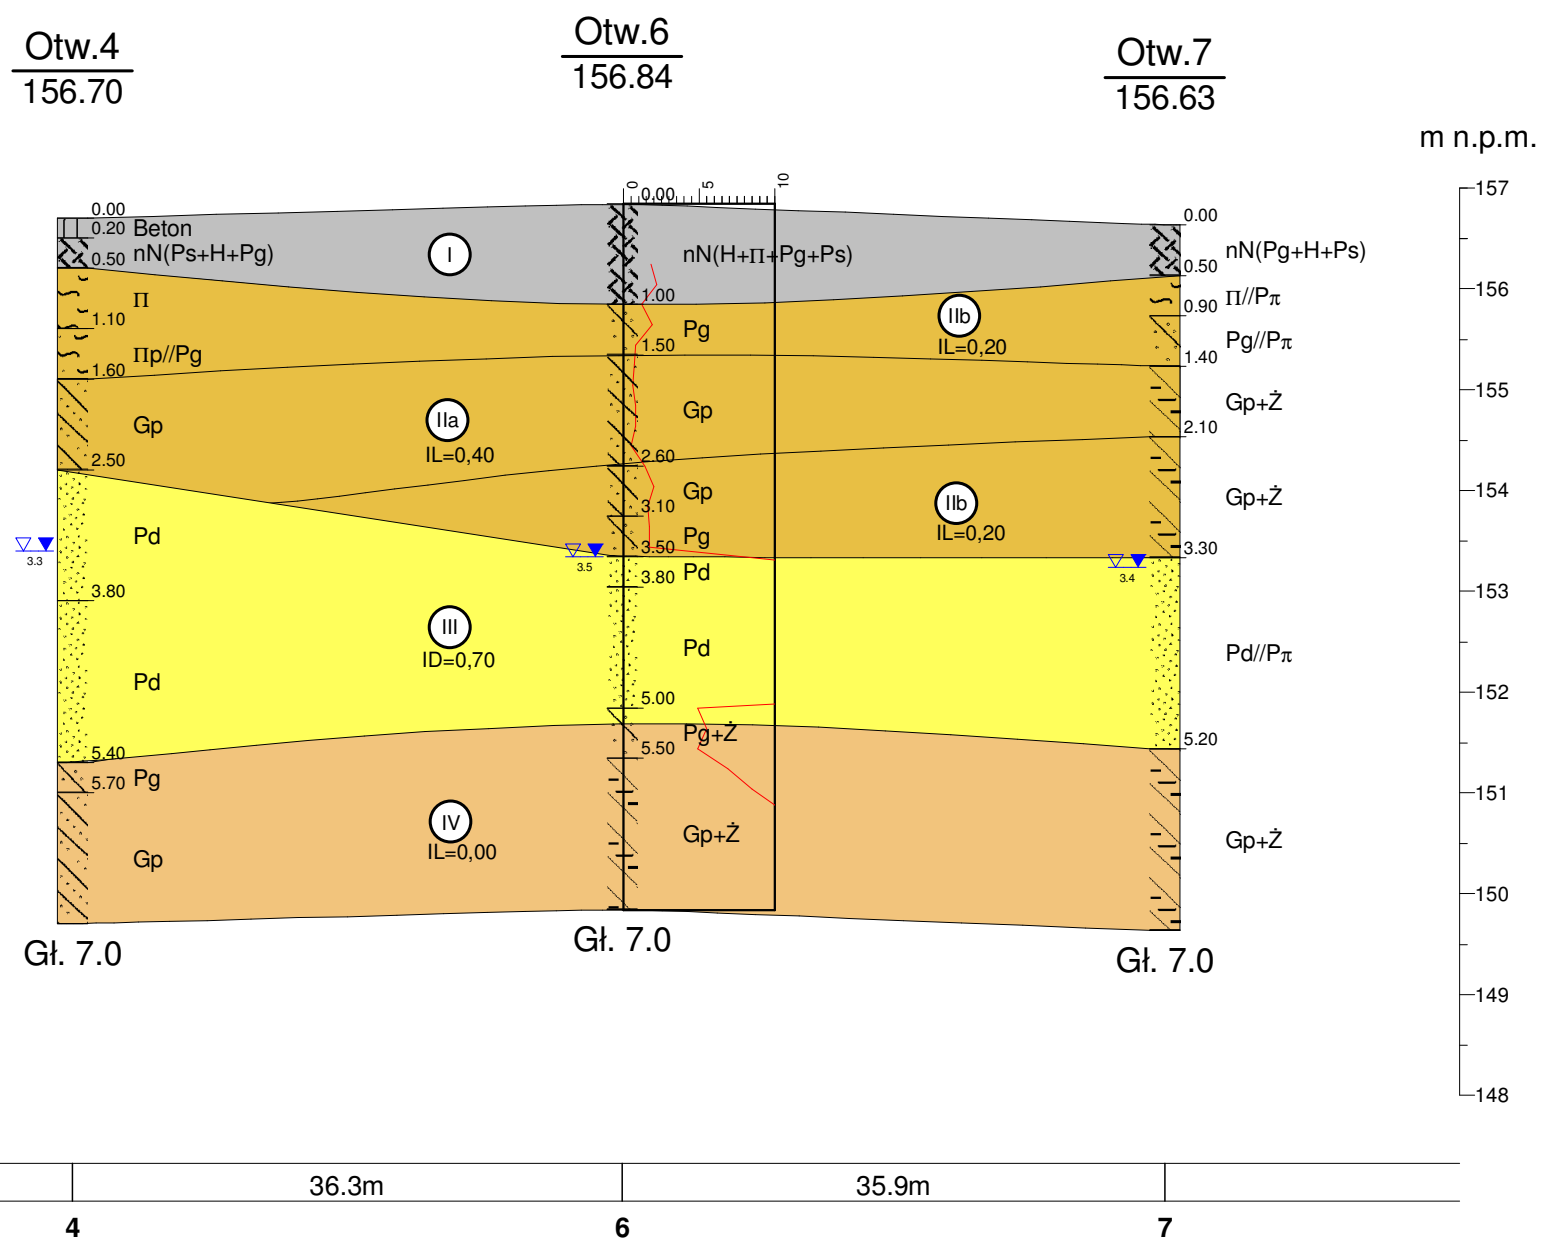 Otw.4
156.70
Otw.6
156.84
Otw.7
156.63
m n.p.m.
0 5 10
0.00
0.20 Beton
nN(Ps+H+Pg)
0.50
Π
1.10
Πp//Pg
1.60
Gp
2.50
Pd
3.3
3.80
Pd
5.40
Pg
5.70
Gp
Gł. 7.0
I
IIa
IL=0,40
III
ID=0,70
IV
IL=0,00
0.00
nN(H+Π+Pg+Ps)
1.00
Pg
1.50
Gp
2.60
Gp
3.10
Pg
3.50
3.5
Pd
3.80
Pd
5.00
Pg+Ż
5.50
Gp+Ż
Gł. 7.0
IIb
IL=0,20
IIb
IL=0,20
0.00
nN(Pg+H+Ps)
0.50
Π//Pπ
0.90
Pg//Pπ
1.40
Gp+Ż
2.10
Gp+Ż
3.30
3.4
Pd//Pπ
5.20
Gp+Ż
Gł. 7.0
157
156
155
154
153
152
151
150
149
148
36.3m 35.9m
4 6 7